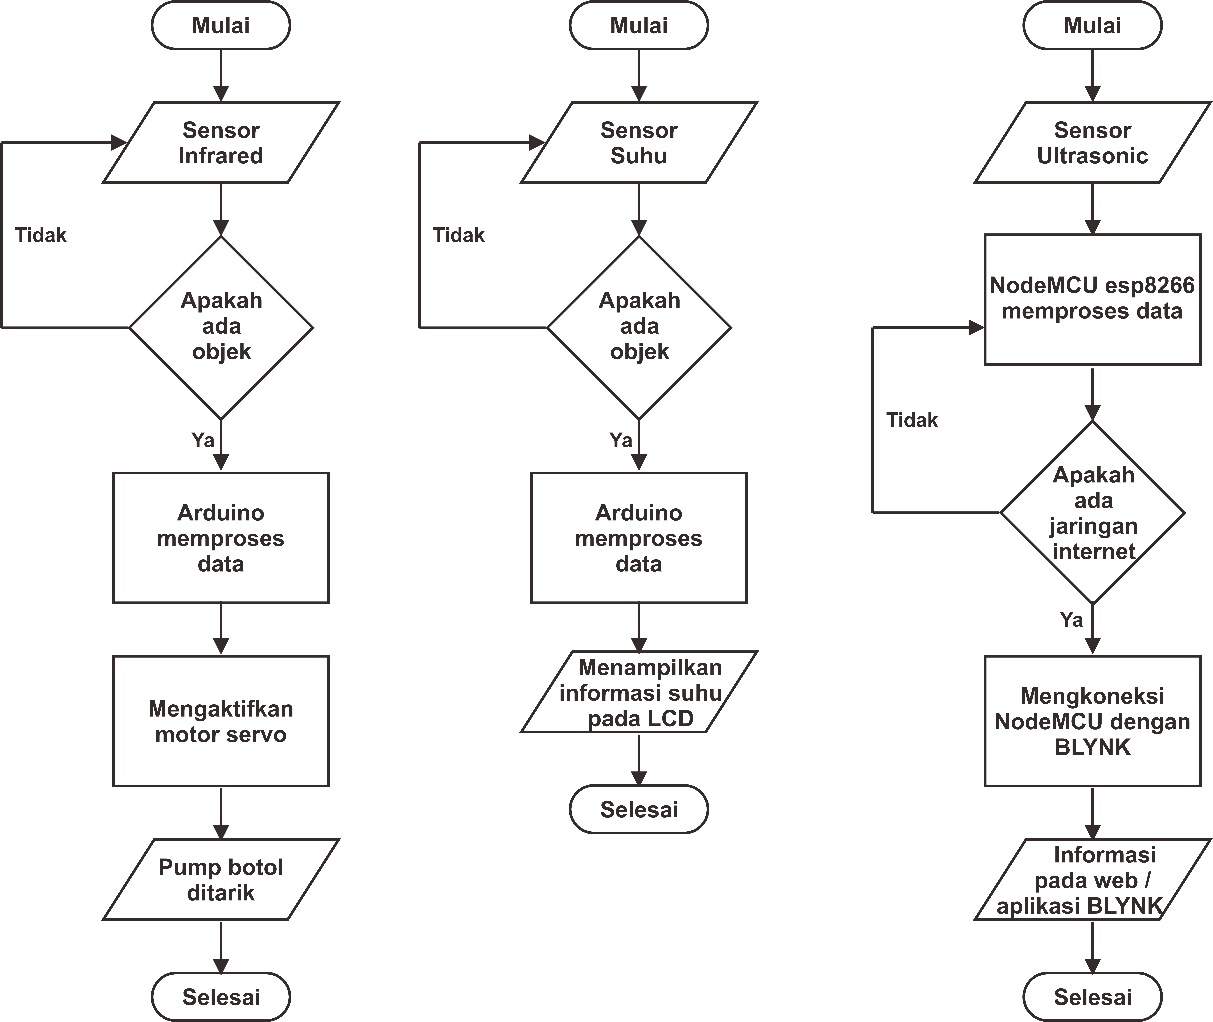 Mulai
Sensor
Infrared
Tidak
Apakah
ada
objek
Ya
Arduino
memproses
data
Mengaktifkan
motor servo
Pump botol
ditarik
Selesai
Mulai
Sensor
Suhu
Tidak
Apakah
ada
objek
Ya
Arduino
memproses
data
Menampilkan
informasi suhu
pada LCD
Selesai
Mulai
Sensor
Ultrasonic
NodeMCU esp8266
memproses data
Tidak
Apakah
ada
jaringan
internet
Ya
Mengkoneksi
NodeMCU dengan
BLYNK
Informasi
pada web /
aplikasi BLYNK
Selesai